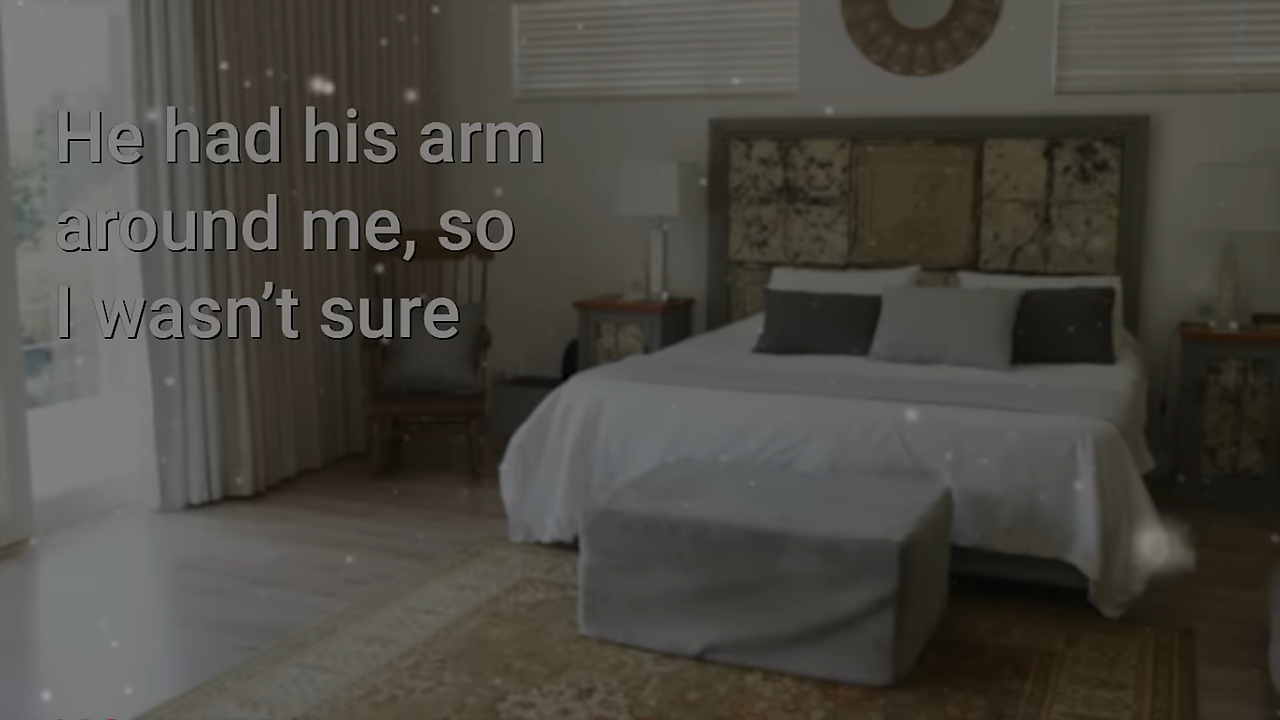 He had his arm
around me, so
I wasn’t sure